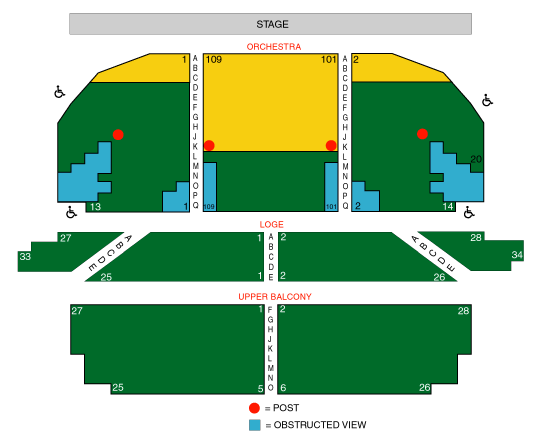 STAGE
ORCHESTRA
1 A 109 101 2
B
C
D
E
F
G
H
J
K
L
M
N
O
P
Q
A
B
C
D
E
F
G
H
J
K
L
M
N
O
P
Q
20
13 1 109 101 2 14
LOGE
27 A B C D E 1 A 2 A B C D E 28
B
C
D
33 25 1 E 2 26 34
UPPER BALCONY
27 1 F 2 28
G
H
J
K
L
M
N
25 5 O 6 26
= POST
= OBSTRUCTED VIEW